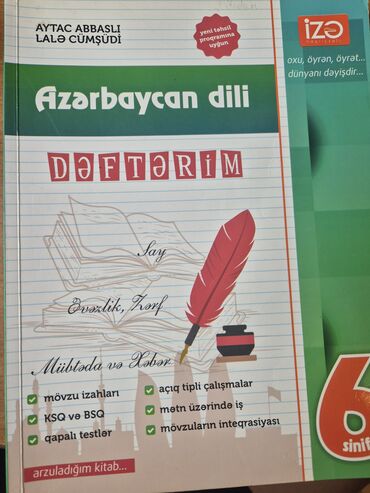 AYTAC ABBASLI
LALƏ CÜMŞÜDİ
yeni təhsil
proqramına
uyğun
İZƏ
oxu, öyrən, öyrət...
dünyanı dəyişdir...
Azərbaycan dili
DƏFTƏRİM
Say
Əvəzlik, Zərf
Mübtəda və Xəbər
mövzu izahları
KSQ və BSQ
qapalı testlər
açıq tipli çalışmalar
mətn üzərində iş
mövzuların inteqrasiyası
6
sinif
arzuladığım kitab...